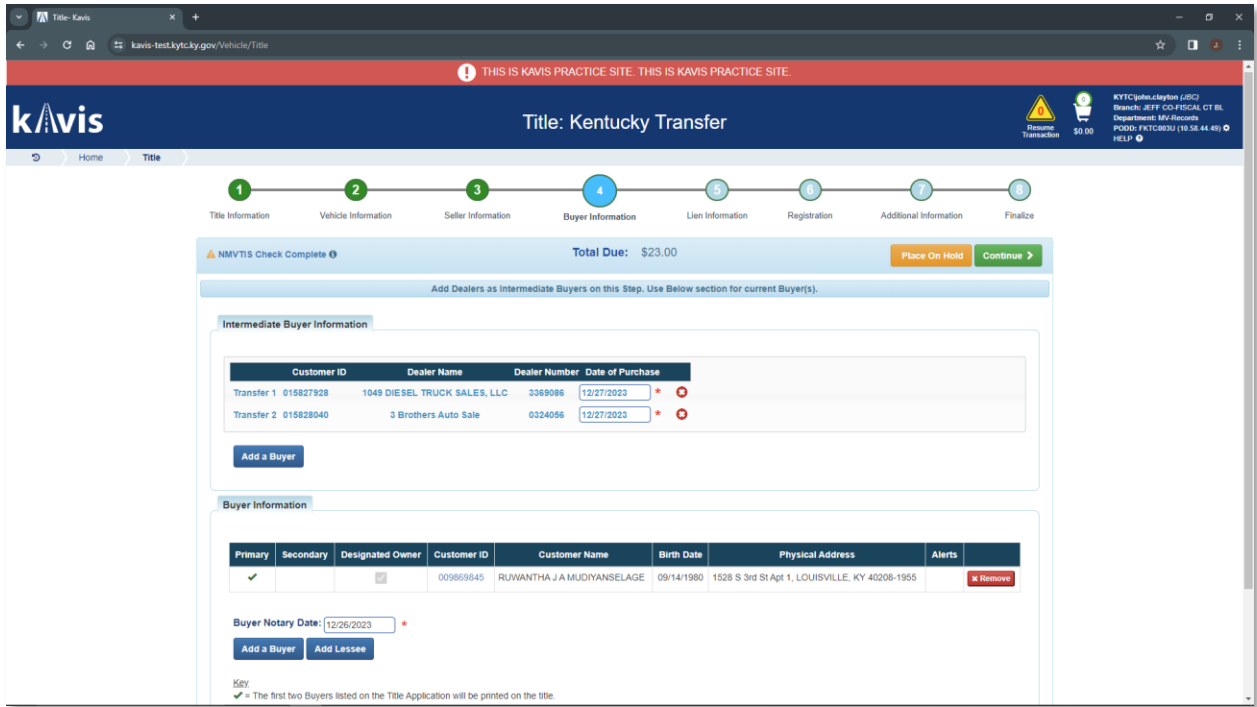 Title- Kavis
kavis-test.kytc.ky.gov/Vehicle/Title
THIS IS KAVIS PRACTICE SITE. THIS IS KAVIS PRACTICE SITE.
kavis
Title: Kentucky Transfer
0
Resume
Transaction
0
$0.00
KYTC\john.clayton (JBC)
Branch: JEFF CO-FISCAL CT BL
Department: MV-Records
PODD: FKTC083U (10.58.44.49)
HELP
Home
Title
1 2 3 4 5 6 7 8
Title Information Vehicle Information Seller Information Buyer Information Lien Information Registration Additional Information Finalize
NMVTIS Check Complete Total Due: $23.00 Place On Hold Continue
Add Dealers as Intermediate Buyers on this Step. Use Below section for current Buyer(s).
Intermediate Buyer Information
Customer ID Dealer Name Dealer Number Date of Purchase
Transfer 1 015827928 1049 DIESEL TRUCK SALES, LLC 3369086 12/27/2023 *
Transfer 2 015828040 3 Brothers Auto Sale 0324056 12/27/2023 *
Add a Buyer
Buyer Information
Primary Secondary Designated Owner Customer ID Customer Name Birth Date Physical Address Alerts
✔ 009869845 RUWANTHA J A MUDIYANSELAGE 09/14/1980 1528 S 3rd St Apt 1, LOUISVILLE, KY 40208-1955 Remove
Buyer Notary Date: 12/26/2023 *
Add a Buyer Add Lessee
Key
✔ = The first two Buyers listed on the Title Application will be printed on the title.